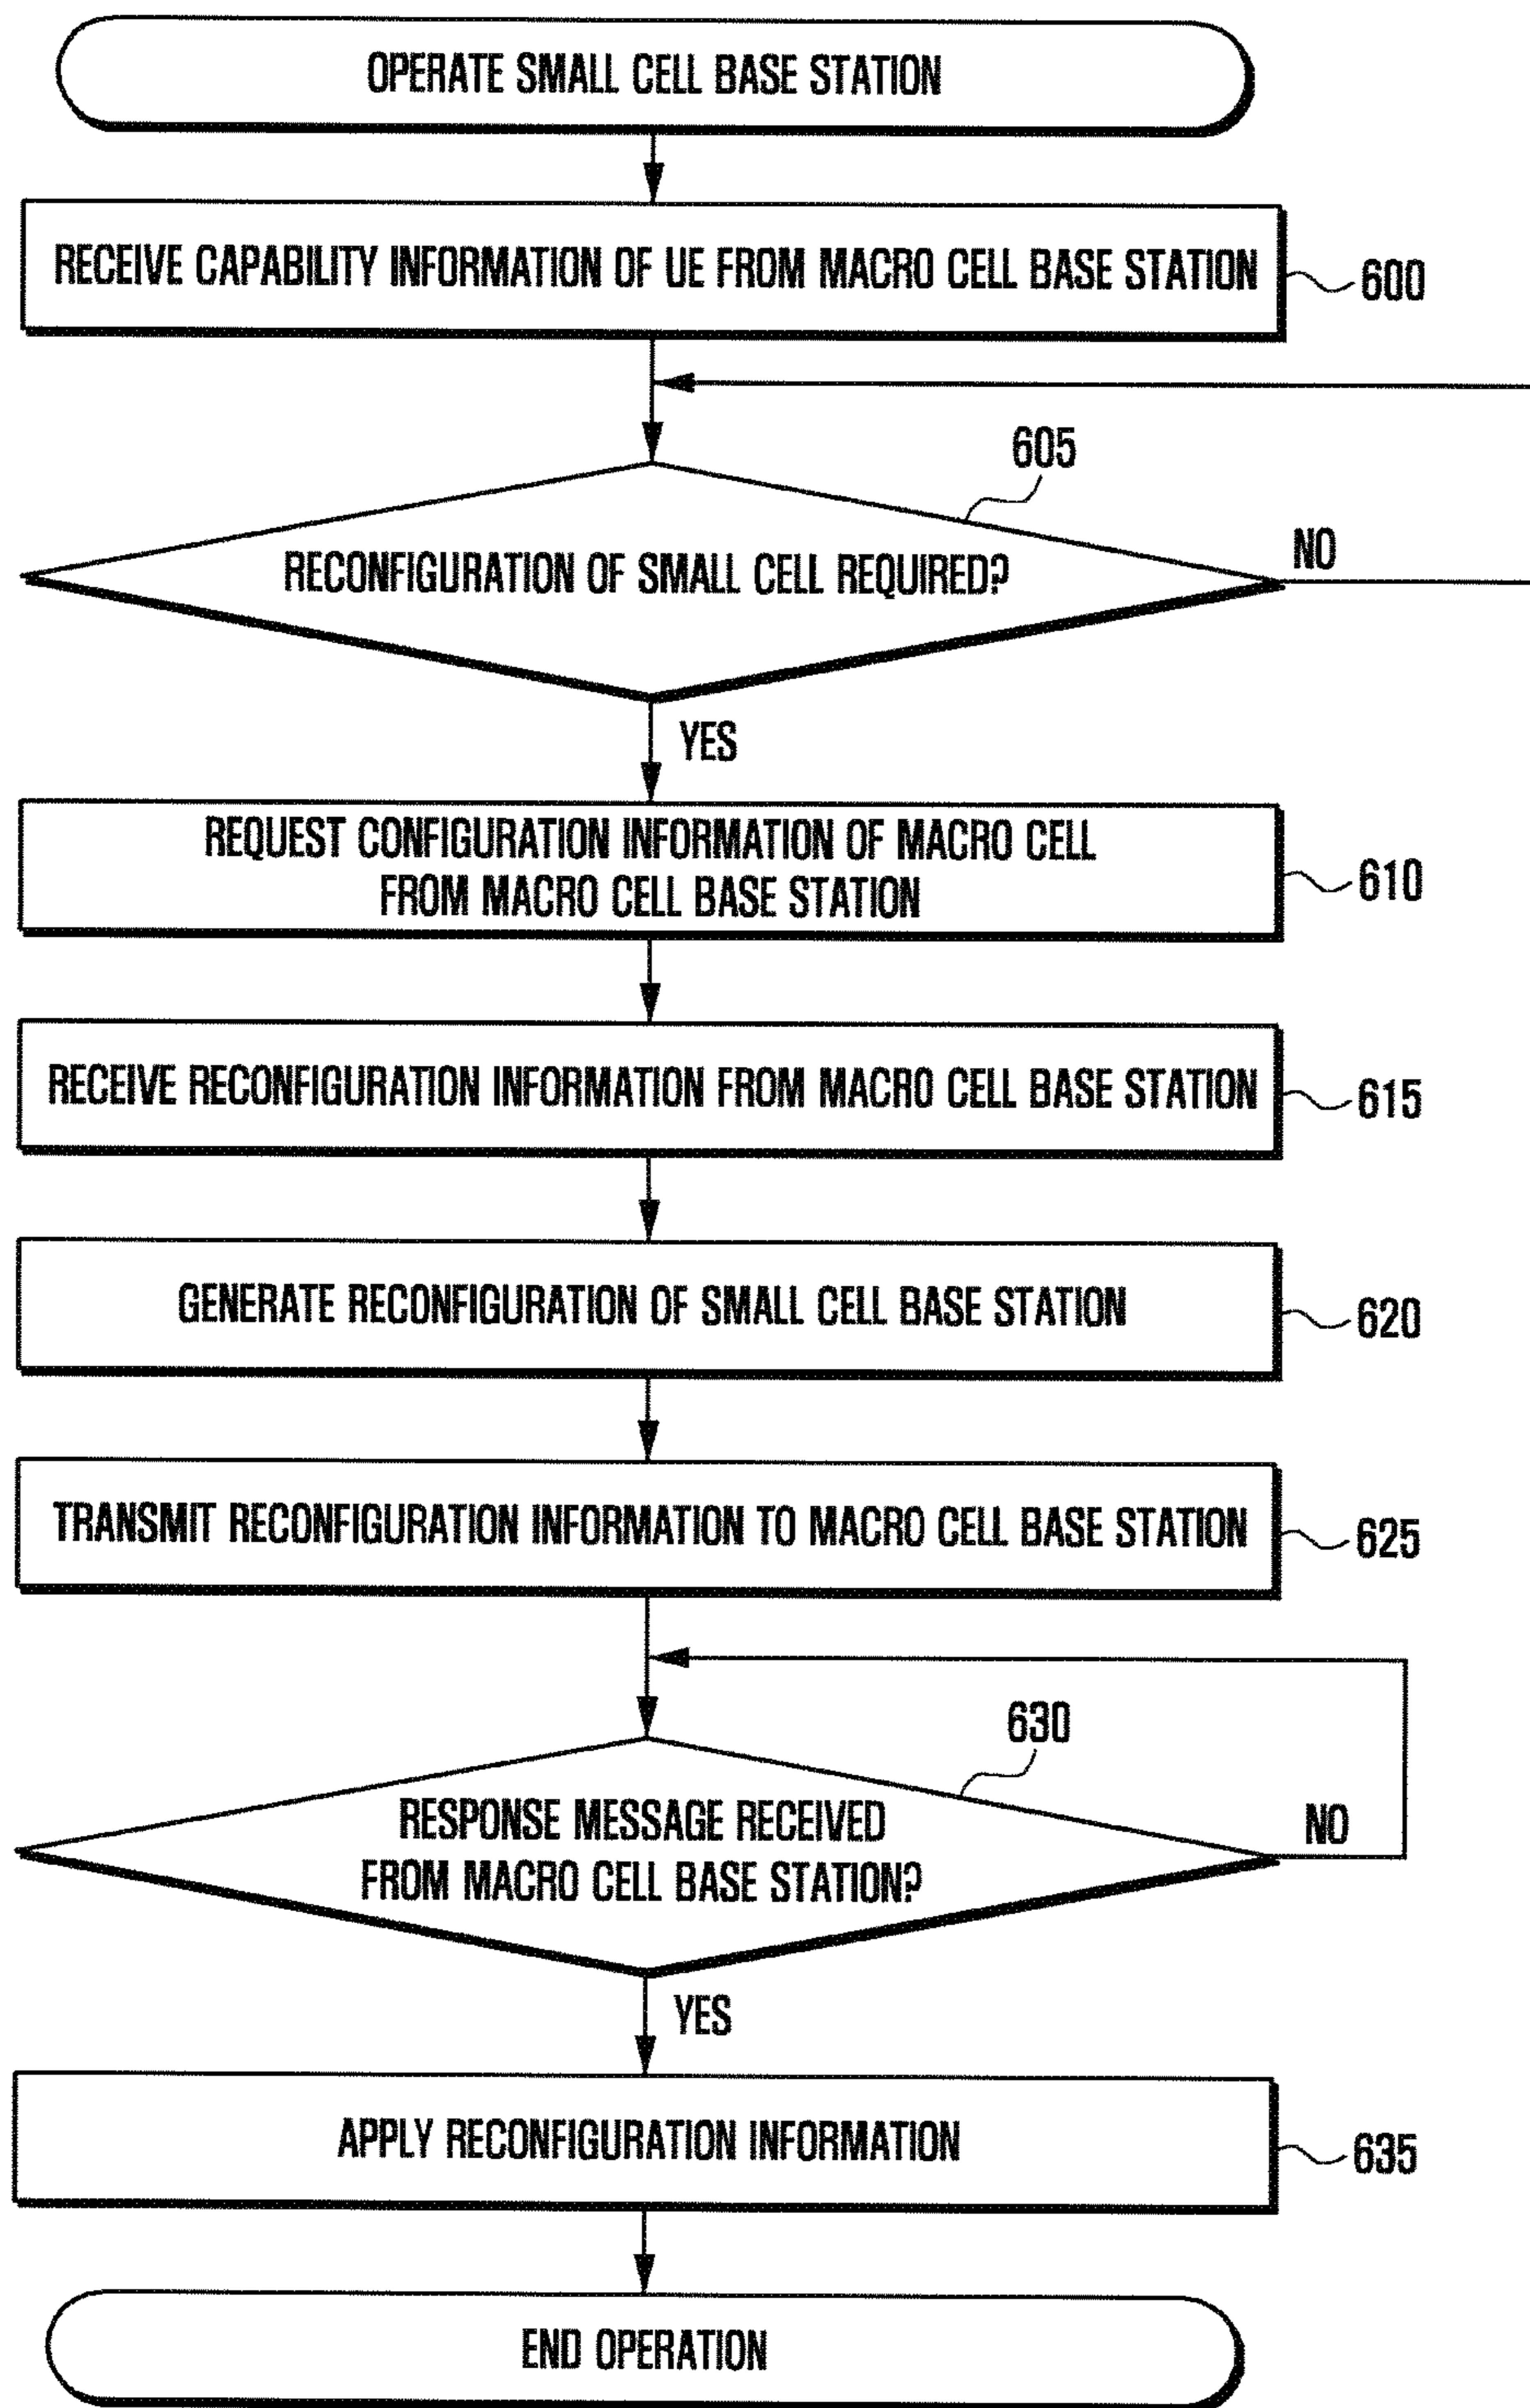 OPERATE SMALL CELL BASE STATION
RECEIVE CAPABILITY INFORMATION OF UE FROM MACRO CELL BASE STATION
600
605
RECONFIGURATION OF SMALL CELL REQUIRED?
NO
YES
REQUEST CONFIGURATION INFORMATION OF MACRO CELL
FROM MACRO CELL BASE STATION
610
RECEIVE RECONFIGURATION INFORMATION FROM MACRO CELL BASE STATION
615
GENERATE RECONFIGURATION OF SMALL CELL BASE STATION
620
TRANSMIT RECONFIGURATION INFORMATION TO MACRO CELL BASE STATION
625
630
RESPONSE MESSAGE RECEIVED
FROM MACRO CELL BASE STATION?
NO
YES
APPLY RECONFIGURATION INFORMATION
635
END OPERATION